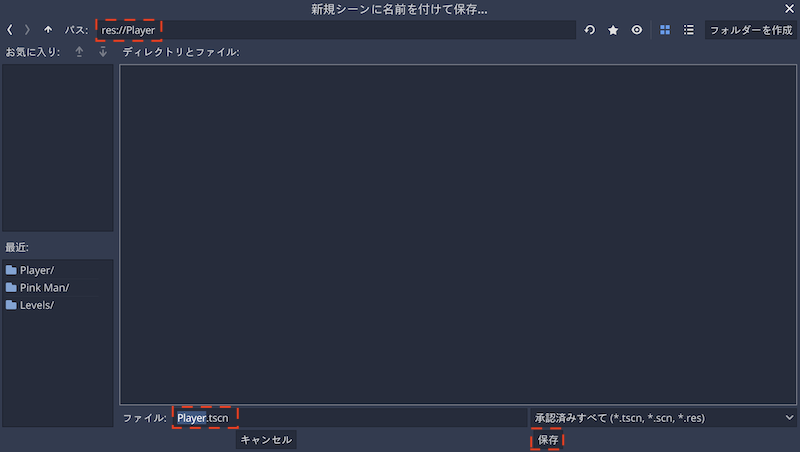 新規シーンに名前を付けて保存...
パス: res://Player フォルダーを作成
お気に入り: ディレクトリとファイル:
最近:
Player/
Pink Man/
Levels/
ファイル: Player.tscn 承認済みすべて (*.tscn, *.scn, *.res)
キャンセル 保存